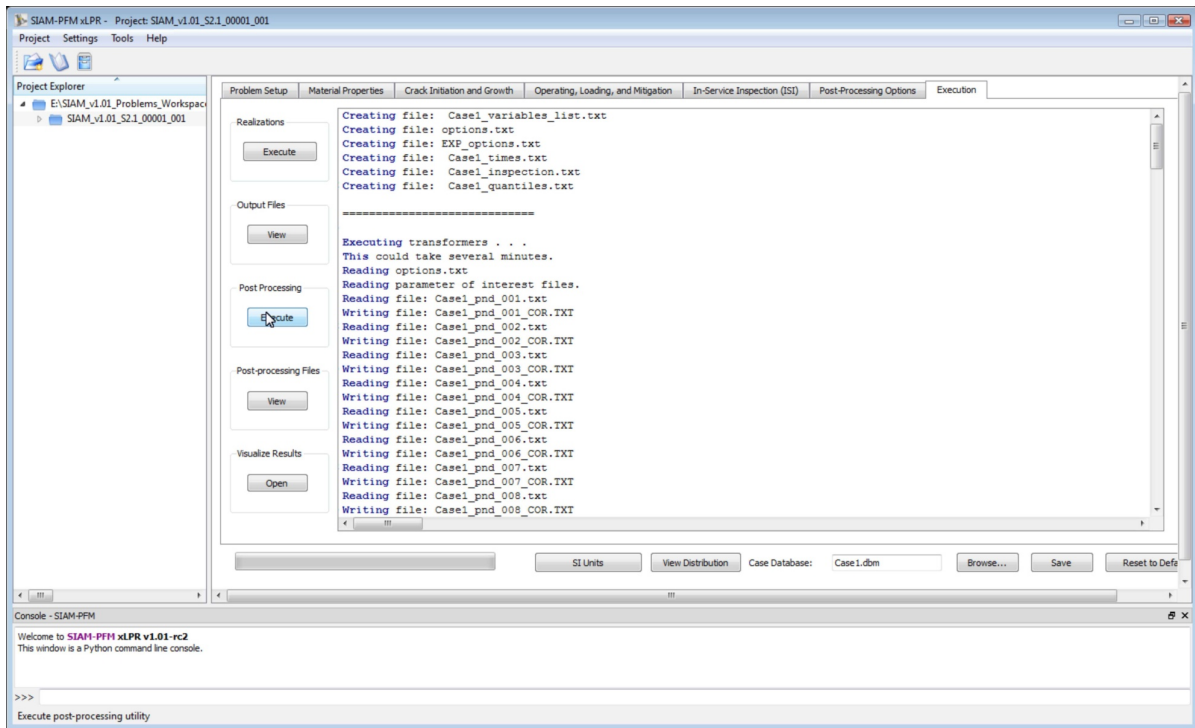 SIAM-PFM xLPR - Project: SIAM_v1.01_S2.1_00001_001
Project Settings Tools Help
Project Explorer
E:\SIAM_v1.01_Problems_Workspac
SIAM_v1.01_S2.1_00001_001
Problem Setup Material Properties Crack Initiation and Growth Operating, Loading, and Mitigation In-Service Inspection (ISI) Post-Processing Options Execution
Realizations
Execute
Output Files
View
Post Processing
Execute
Post-processing Files
View
Visualize Results
Open
Creating file: Case1_variables_list.txt
Creating file: options.txt
Creating file: EXP_options.txt
Creating file: Case1_times.txt
Creating file: Case1_inspection.txt
Creating file: Case1_quantiles.txt
=============================
Executing transformers . . .
This could take several minutes.
Reading options.txt
Reading parameter of interest files.
Reading file: Case1_pnd_001.txt
Writing file: Case1_pnd_001_COR.TXT
Reading file: Case1_pnd_002.txt
Writing file: Case1_pnd_002_COR.TXT
Reading file: Case1_pnd_003.txt
Writing file: Case1_pnd_003_COR.TXT
Reading file: Case1_pnd_004.txt
Writing file: Case1_pnd_004_COR.TXT
Reading file: Case1_pnd_005.txt
Writing file: Case1_pnd_005_COR.TXT
Reading file: Case1_pnd_006.txt
Writing file: Case1_pnd_006_COR.TXT
Reading file: Case1_pnd_007.txt
Writing file: Case1_pnd_007_COR.TXT
Reading file: Case1_pnd_008.txt
Writing file: Case1_pnd_008_COR.TXT
SI Units View Distribution Case Database: Case1.dbm Browse... Save Reset to Defa
Console - SIAM-PFM
Welcome to SIAM-PFM xLPR v1.01-rc2
This window is a Python command line console.
>>>
Execute post-processing utility